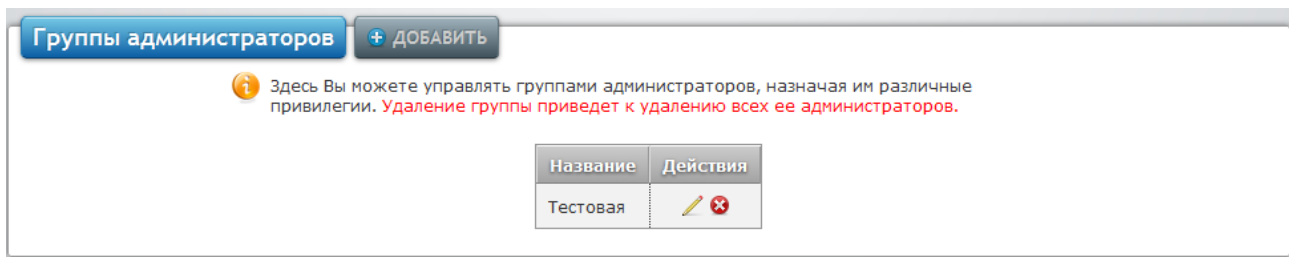 Группы администраторов
ДОБАВИТЬ
Здесь Вы можете управлять группами администраторов, назначая им различные
привилегии. Удаление группы приведет к удалению всех ее администраторов.
Название Действия
Тестовая